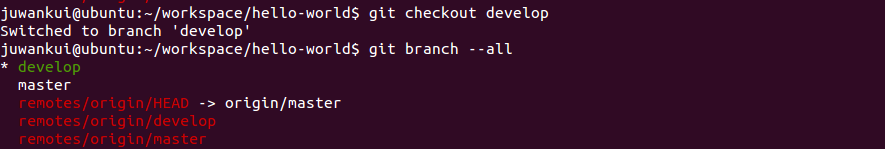 juwankui@ubuntu:~/workspace/hello-world$ git checkout develop
Switched to branch 'develop'
juwankui@ubuntu:~/workspace/hello-world$ git branch --all
* develop
  master
  remotes/origin/HEAD -> origin/master
  remotes/origin/develop
  remotes/origin/master